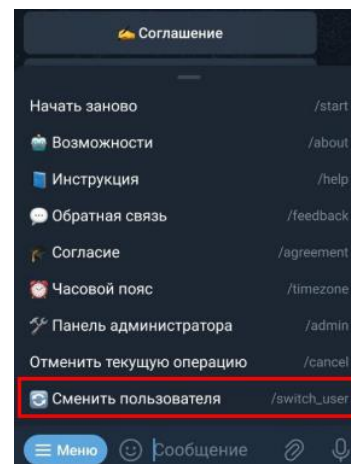 ✍️ Соглашение
Начать заново /start
🤖 Возможности /about
📘 Инструкция /help
💬 Обратная связь /feedback
🎓 Согласие /agreement
⏰ Часовой пояс /timezone
🛠 Панель администратора /admin
Отменить текущую операцию /cancel
🔄 Сменить пользователя /switch_user
Меню Сообщение